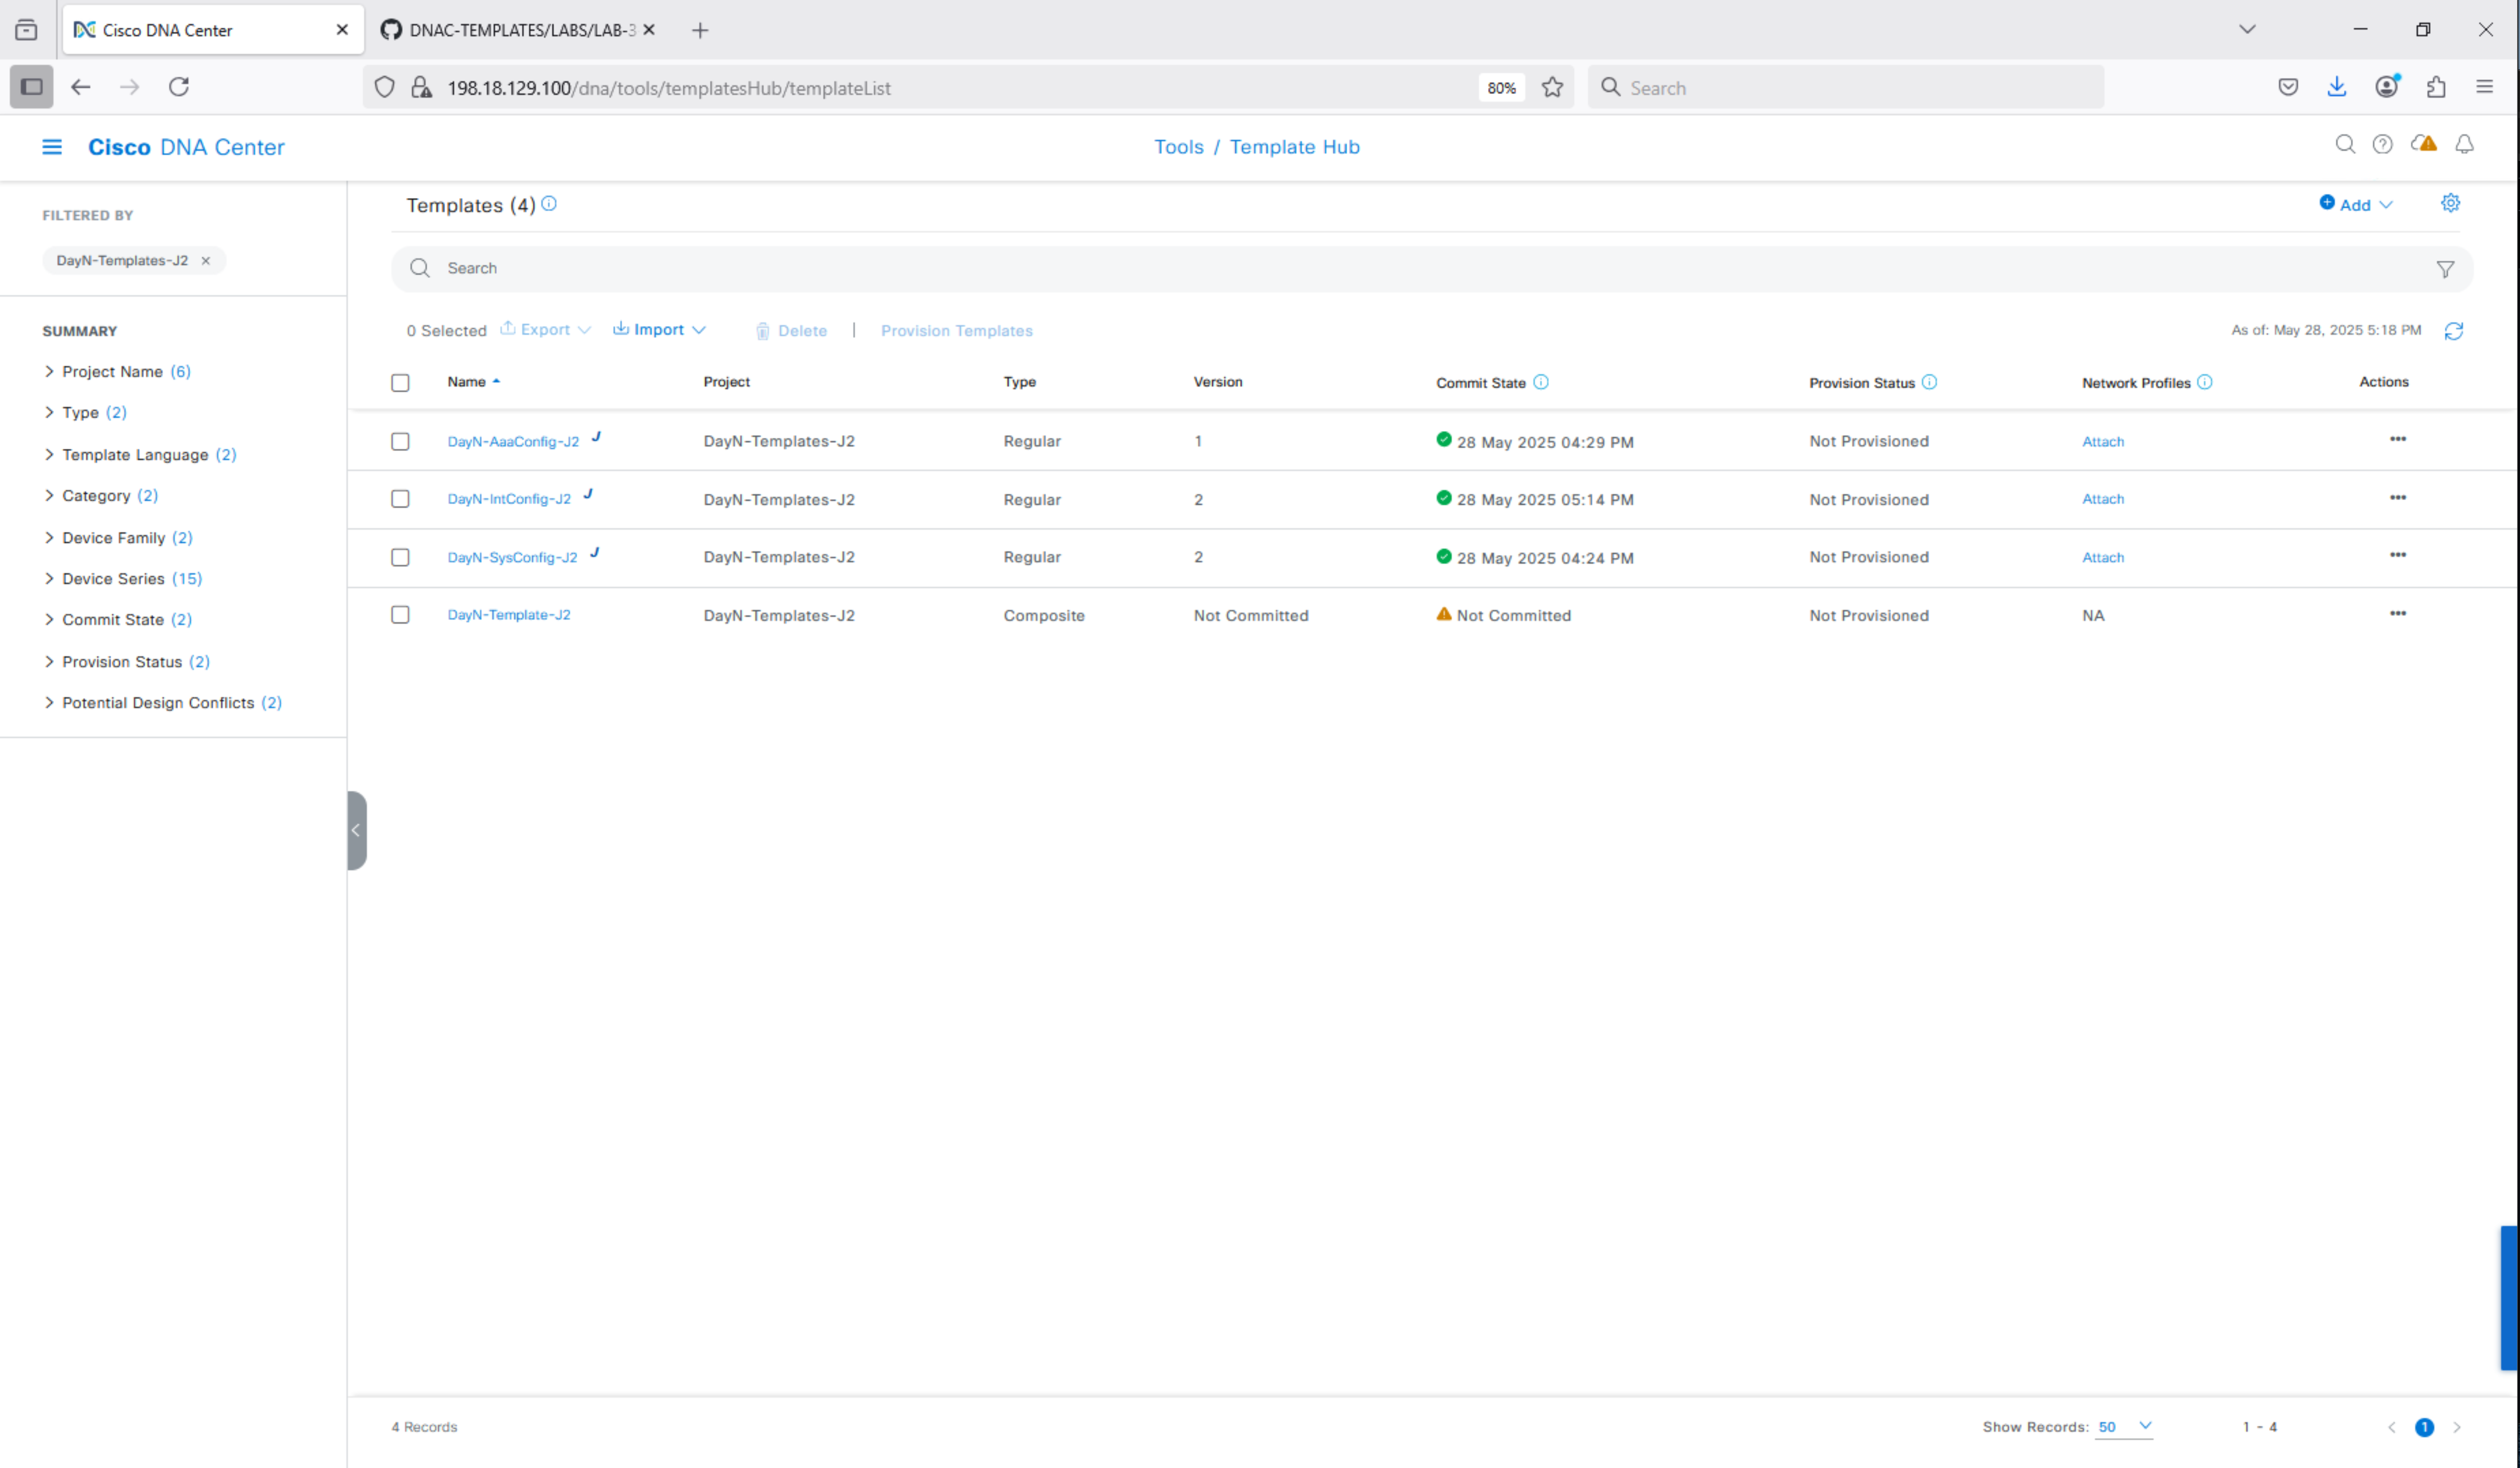 Cisco DNA Center
DNAC-TEMPLATES/LABS/LAB-3
198.18.129.100/dna/tools/templatesHub/templateList
80%
Search
Cisco DNA Center
Tools / Template Hub
FILTERED BY
DayN-Templates-J2
SUMMARY
Project Name (6)
Type (2)
Template Language (2)
Category (2)
Device Family (2)
Device Series (15)
Commit State (2)
Provision Status (2)
Potential Design Conflicts (2)
Templates (4)
Add
Search
0 Selected Export Import Delete | Provision Templates As of: May 28, 2025 5:18 PM
Name Project Type Version Commit State Provision Status Network Profiles Actions
DayN-AaaConfig-J2 J DayN-Templates-J2 Regular 1 28 May 2025 04:29 PM Not Provisioned Attach
DayN-IntConfig-J2 J DayN-Templates-J2 Regular 2 28 May 2025 05:14 PM Not Provisioned Attach
DayN-SysConfig-J2 J DayN-Templates-J2 Regular 2 28 May 2025 04:24 PM Not Provisioned Attach
DayN-Template-J2 DayN-Templates-J2 Composite Not Committed Not Committed Not Provisioned NA
4 Records Show Records: 50 1 - 4 1